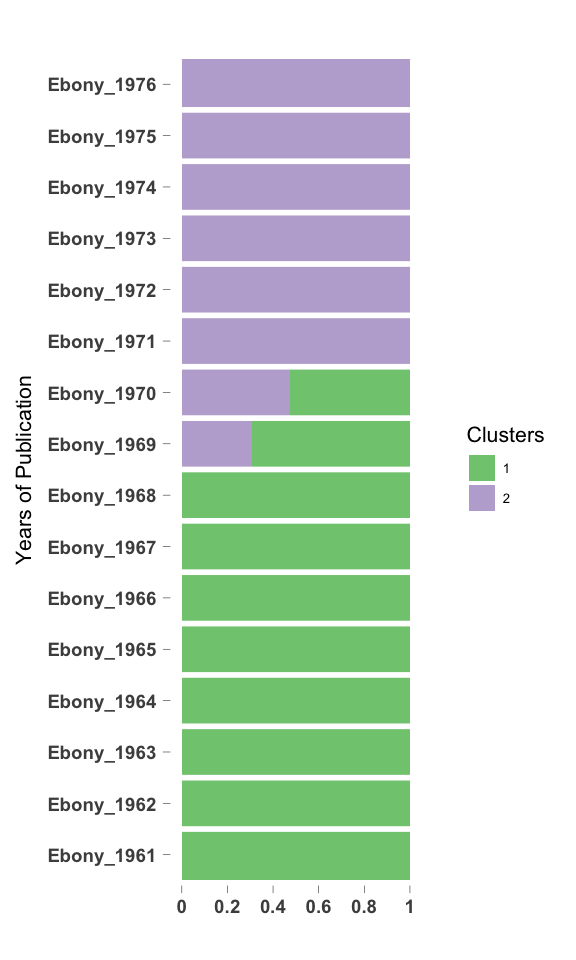 Ebony_1976
Ebony_1975
Ebony_1974
Ebony_1973
Ebony_1972
Ebony_1971
Ebony_1970
Ebony_1969
Ebony_1968
Ebony_1967
Ebony_1966
Ebony_1965
Ebony_1964
Ebony_1963
Ebony_1962
Ebony_1961
Years of Publication
0 0.2 0.4 0.6 0.8 1
Clusters
1
2